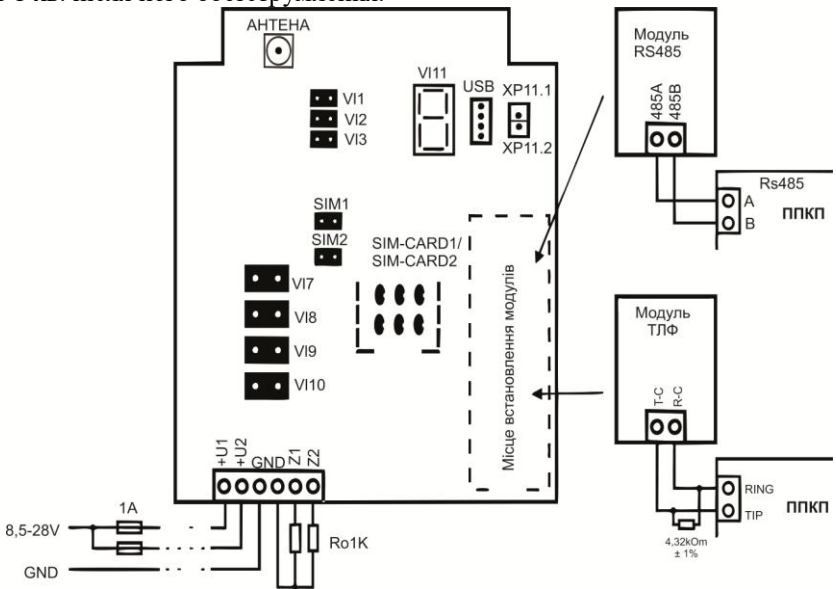 АНТЕНА
VI11
USB
XP11.1
XP11.2
VI1
VI2
VI3
SIM1
SIM2
SIM-CARD1/
SIM-CARD2
VI7
VI8
VI9
VI10
Місце встановлення модулів
+U1
+U2
GND
Z1
Z2
1A
8,5-28V
GND
Ro1K
Модуль
RS485
485A
485B
Rs485
A
B
ППКП
Модуль
ТЛФ
T-C
R-C
RING
TIP
ППКП
4,32kOm
± 1%